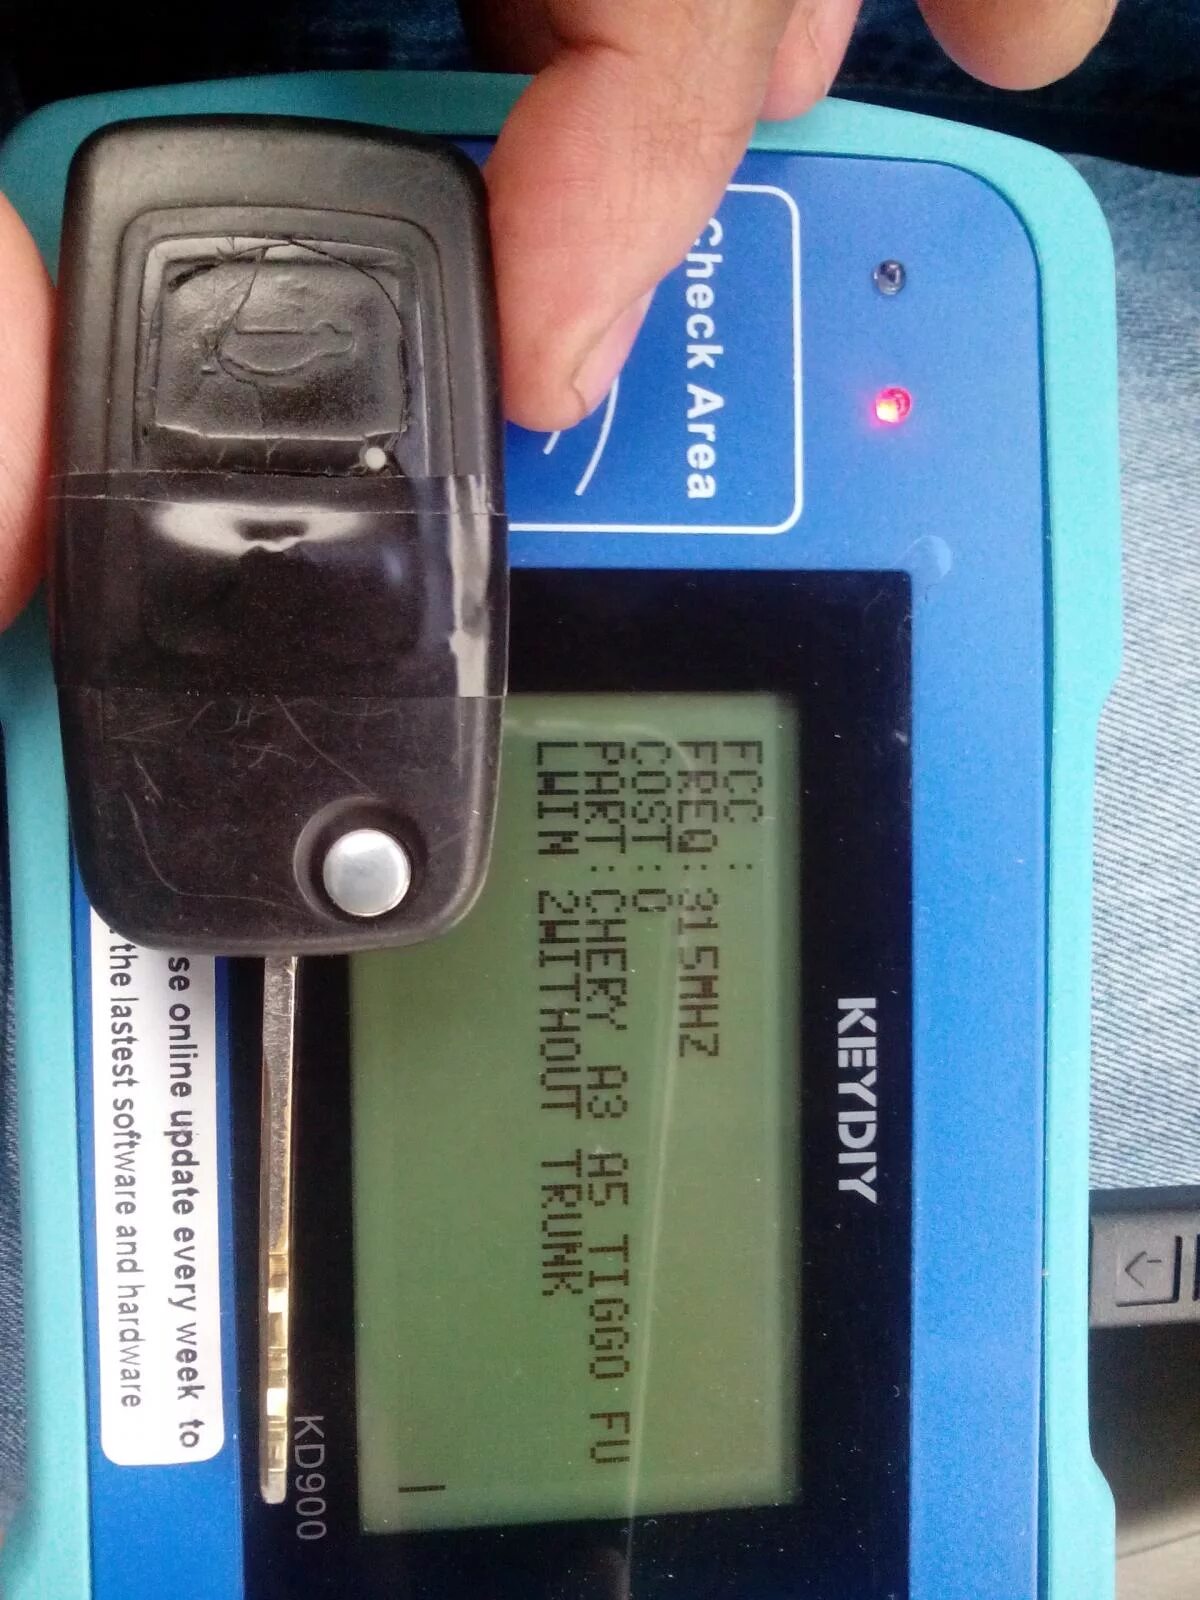 Check Area
KEYDIY
FCC :
FREQ:315MHZ
COST:0
PART:CHERY A3 A5 TIGGO FU
LWIN 2WITHOUT TRUNK
KD900
se online update every week to
the lastest software and hardware